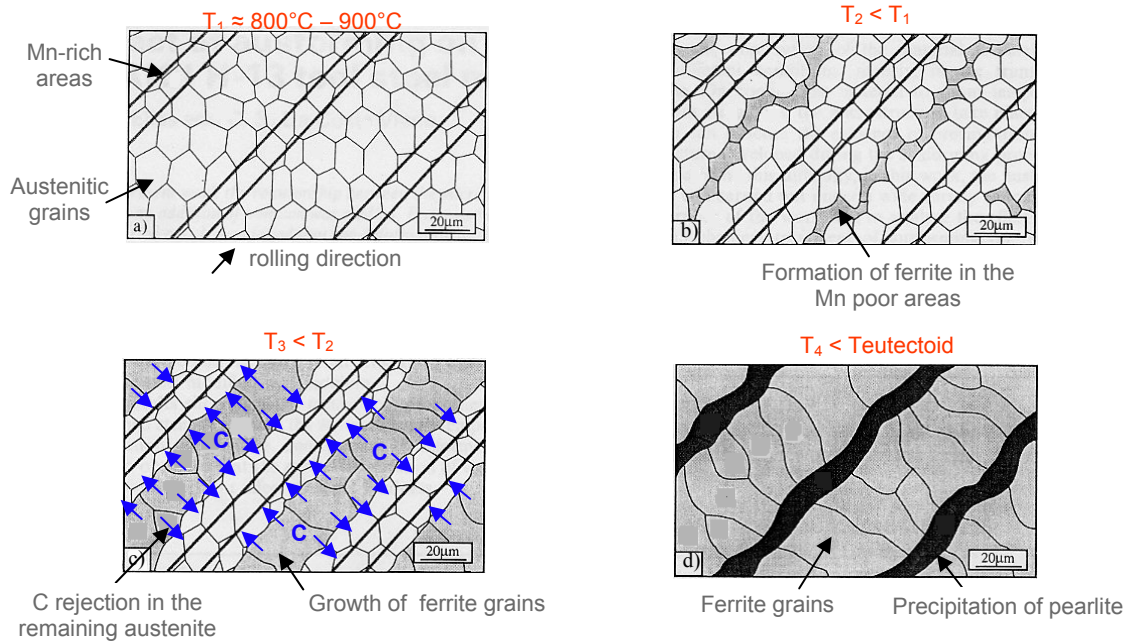 T₁ ≈ 800°C – 900°C
Mn-rich
areas
Austenitic
grains
a)
20µm
rolling direction
T₂ < T₁
b)
20µm
Formation of ferrite in the
Mn poor areas
T₃ < T₂
C
C
C
c)
20µm
C rejection in the
remaining austenite
Growth of ferrite grains
T₄ < Teutectoid
d)
20µm
Ferrite grains
Precipitation of pearlite